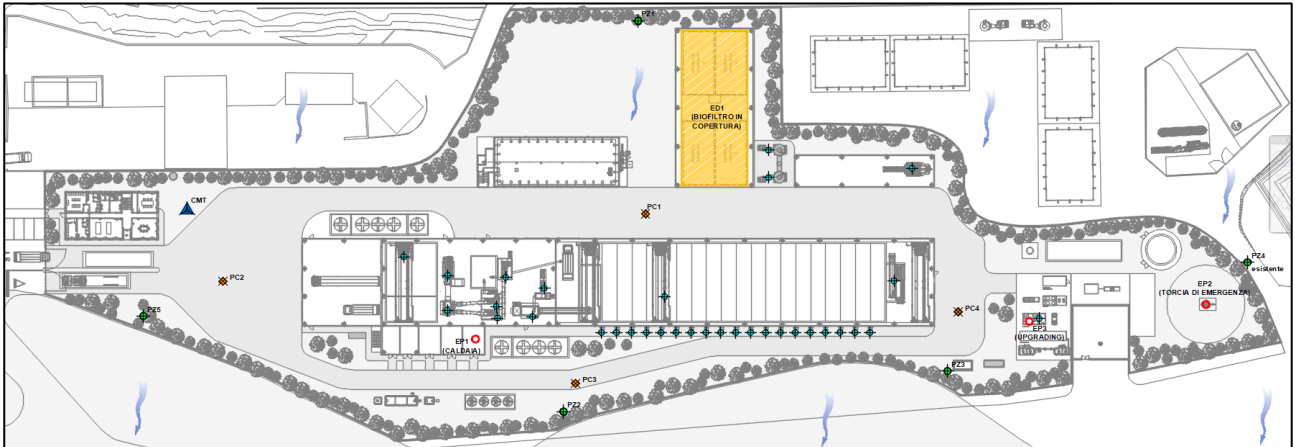 PZ1
ED1
(BIOFILTRO IN
COPERTURA)
CMT
PC1
PC2
PZ4
esistente
EP2
(TORCIA DI EMERGENZA)
PZ5
PC4
EP3
(UPGRADING)
EP1
(CALDAIA)
PZ3
PC3
PZ2